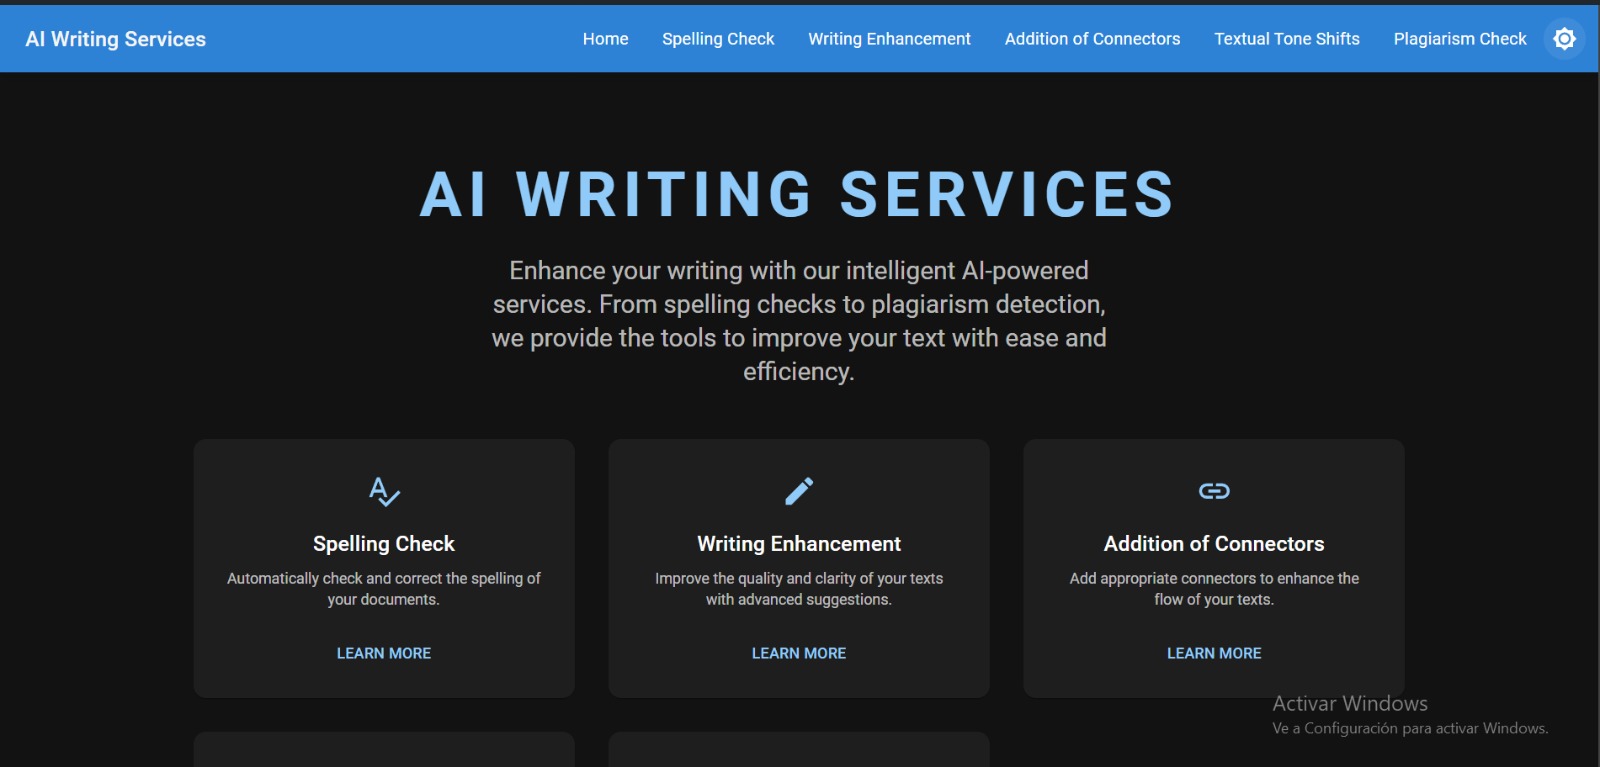 AI Writing Services
Home
Spelling Check
Writing Enhancement
Addition of Connectors
Textual Tone Shifts
Plagiarism Check
AI WRITING SERVICES
Enhance your writing with our intelligent AI-powered
services. From spelling checks to plagiarism detection,
we provide the tools to improve your text with ease and
efficiency.
Spelling Check
Automatically check and correct the spelling of
your documents.
LEARN MORE
Writing Enhancement
Improve the quality and clarity of your texts
with advanced suggestions.
LEARN MORE
Addition of Connectors
Add appropriate connectors to enhance the
flow of your texts.
LEARN MORE
Activar Windows
Ve a Configuración para activar Windows.